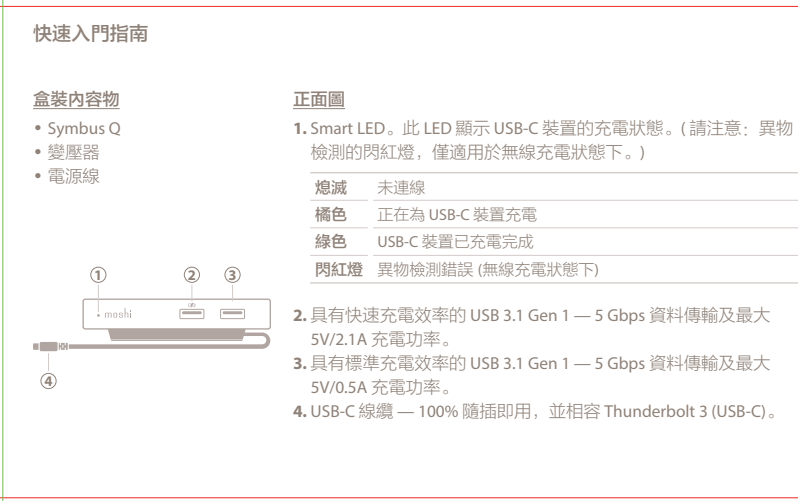 快速入門指南
盒裝內容物
• Symbus Q
• 變壓器
• 電源線
正面圖
1. Smart LED。此 LED 顯示 USB-C 裝置的充電狀態。( 請注意：異物
檢測的閃紅燈，僅適用於無線充電狀態下。)
熄滅 未連線
橘色 正在為 USB-C 裝置充電
綠色 USB-C 裝置已充電完成
閃紅燈 異物檢測錯誤 (無線充電狀態下)
① ② ③
moshi
④
2. 具有快速充電效率的 USB 3.1 Gen 1 — 5 Gbps 資料傳輸及最大
5V/2.1A 充電功率。
3. 具有標準充電效率的 USB 3.1 Gen 1 — 5 Gbps 資料傳輸及最大
5V/0.5A 充電功率。
4. USB-C 線纜 — 100% 隨插即用，並相容 Thunderbolt 3 (USB-C)。